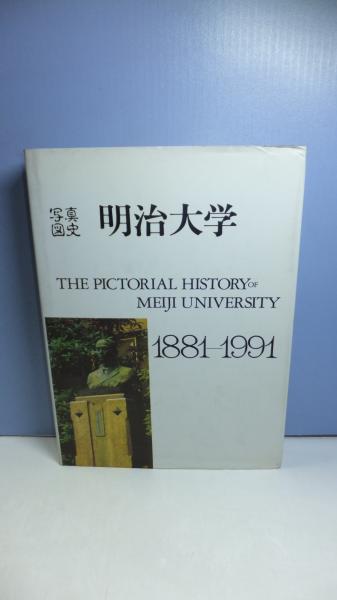 写真図史 明治大学
THE PICTORIAL HISTORY OF
MEIJI UNIVERSITY
1881–1991